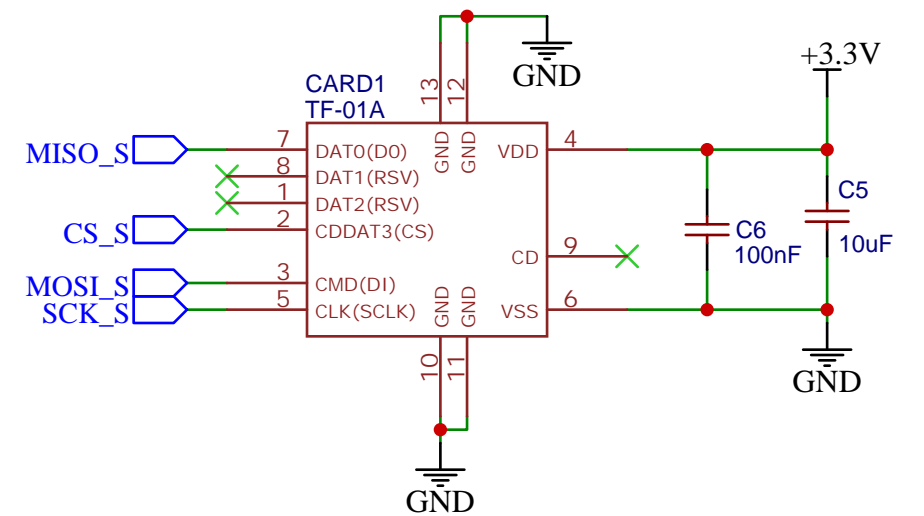 +3.3V
GND
CARD1
TF-01A
13
12
MISO_S
7
DAT0(D0)
GND
GND
VDD
4
8
DAT1(RSV)
1
DAT2(RSV)
C5
10uF
CS_S
2
CDDAT3(CS)
C6
100nF
CD
9
MOSI_S
3
CMD(DI)
SCK_S
5
CLK(SCLK)
GND
GND
VSS
6
10
11
GND
GND